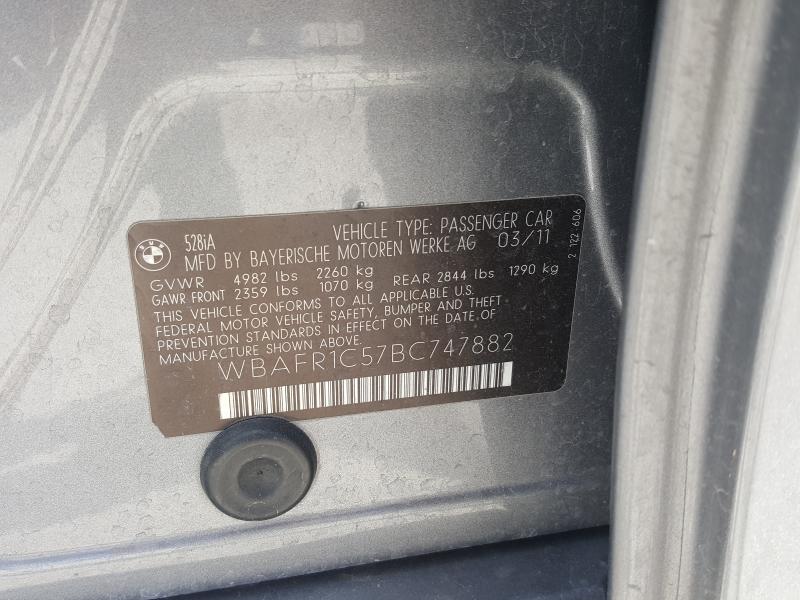 BMW
528iA VEHICLE TYPE: PASSENGER CAR
MFD BY BAYERISCHE MOTOREN WERKE AG 03/11
GVWR 4982 lbs 2260 kg
GAWR FRONT 2359 lbs 1070 kg REAR 2844 lbs 1290 kg
THIS VEHICLE CONFORMS TO ALL APPLICABLE U.S.
FEDERAL MOTOR VEHICLE SAFETY, BUMPER AND THEFT
PREVENTION STANDARDS IN EFFECT ON THE DATE OF
MANUFACTURE SHOWN ABOVE.
WBAFR1C57BC747882
2 122 606